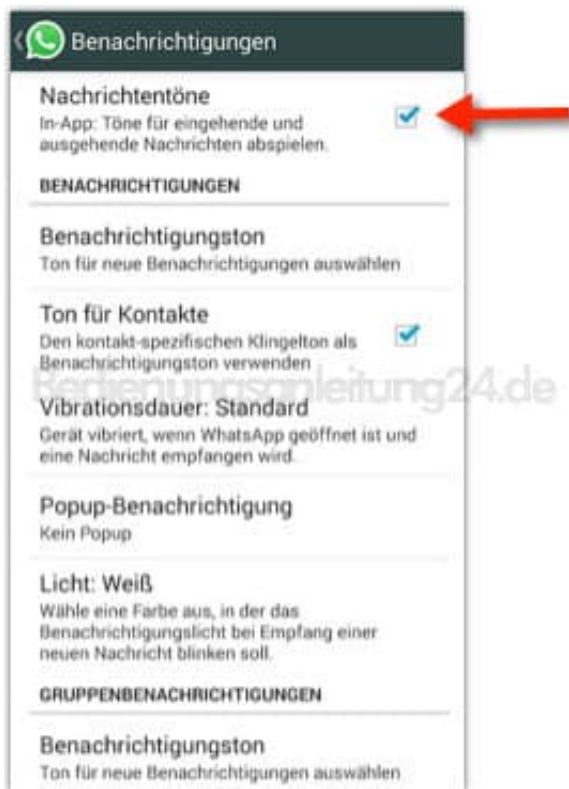 Benachrichtigungen
Nachrichtentöne
In-App: Töne für eingehende und
ausgehende Nachrichten abspielen.
BENACHRICHTIGUNGEN
Benachrichtigungston
Ton für neue Benachrichtigungen auswählen
Ton für Kontakte
Den kontakt-spezifischen Klingelton als
Benachrichtigungston verwenden
Bedienungsanleitung24.de
Vibrationsdauer: Standard
Gerät vibriert, wenn WhatsApp geöffnet ist und
eine Nachricht empfangen wird.
Popup-Benachrichtigung
Kein Popup
Licht: Weiß
Wähle eine Farbe aus, in der das
Benachrichtigungslicht bei Empfang einer
neuen Nachricht blinken soll.
GRUPPENBENACHRICHTIGUNGEN
Benachrichtigungston
Ton für neue Benachrichtigungen auswählen